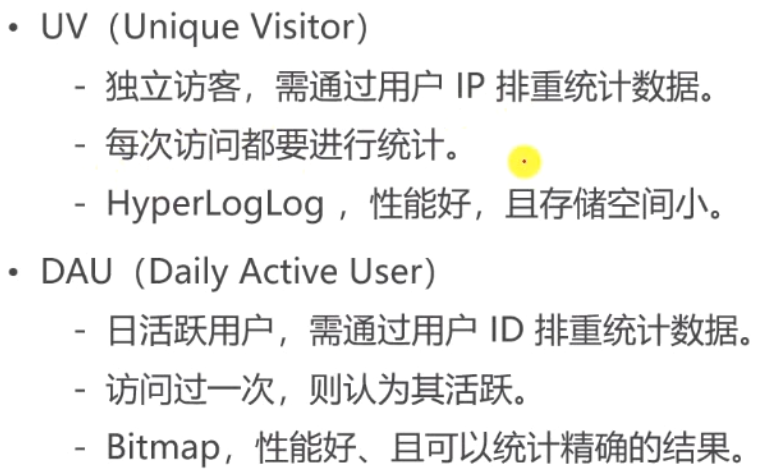 • UV（Unique Visitor）
- 独立访客，需通过用户 IP 排重统计数据。
- 每次访问都要进行统计。
- HyperLogLog ，性能好，且存储空间小。
• DAU（Daily Active User）
- 日活跃用户，需通过用户 ID 排重统计数据。
- 访问过一次，则认为其活跃。
- Bitmap，性能好、且可以统计精确的结果。